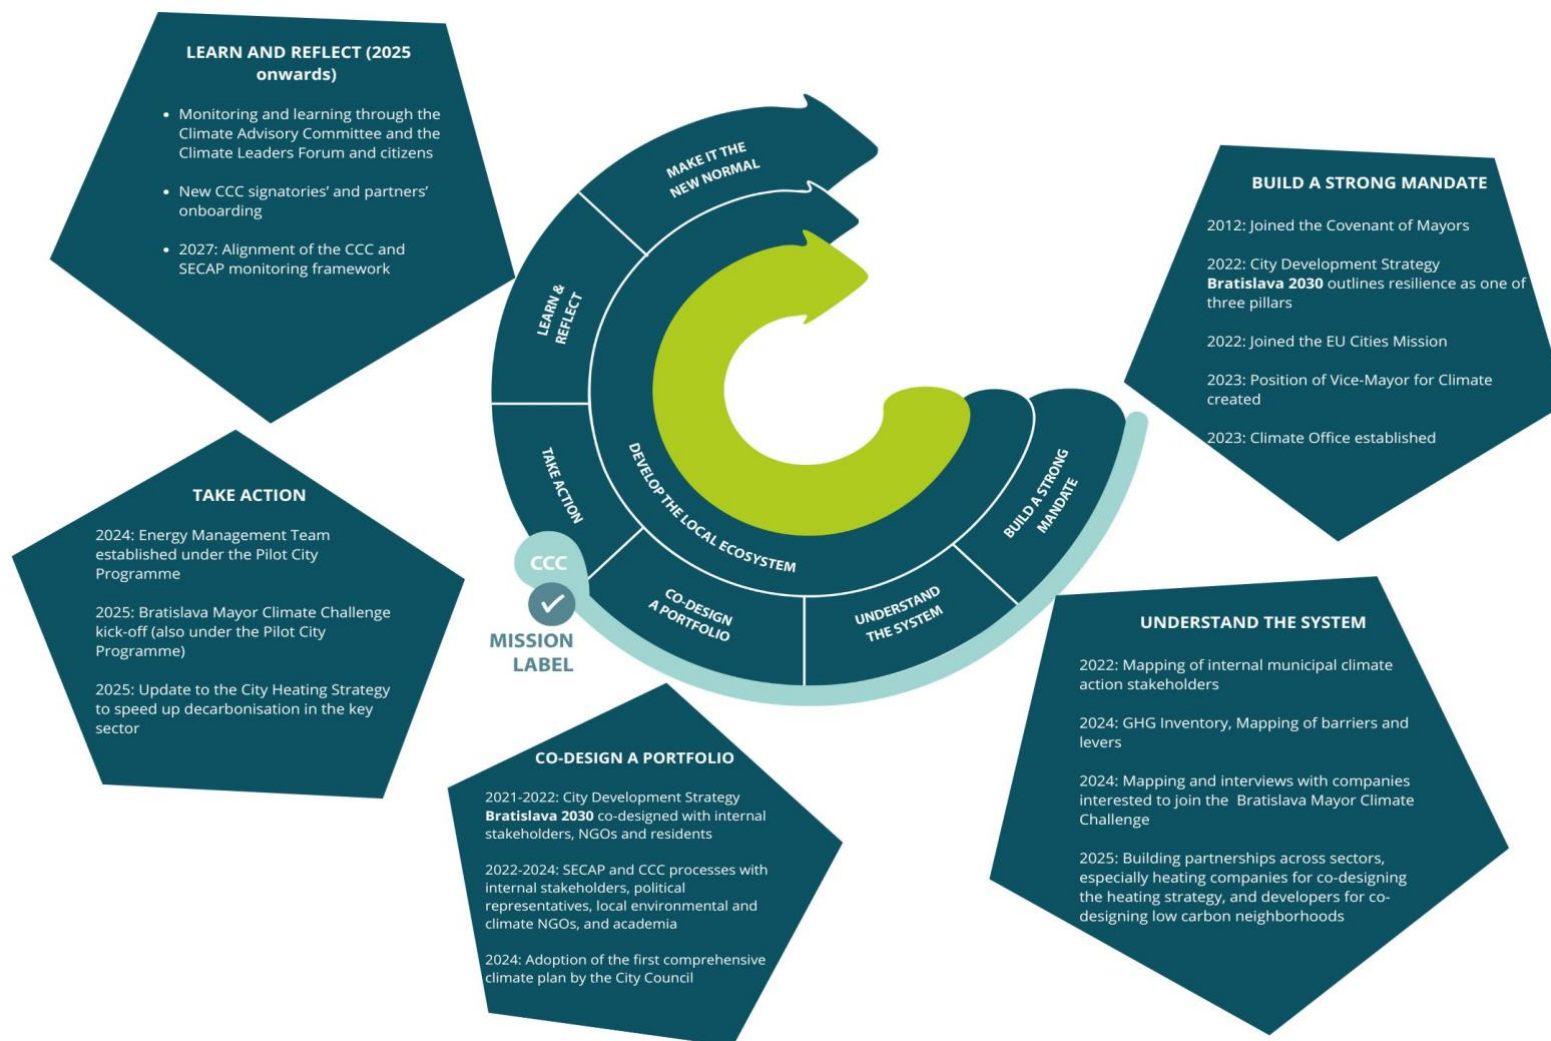 LEARN AND REFLECT (2025
onwards)
• Monitoring and learning through the
Climate Advisory Committee and the
Climate Leaders Forum and citizens
• New CCC signatories’ and partners’
onboarding
• 2027: Alignment of the CCC and
SECAP monitoring framework
TAKE ACTION
2024: Energy Management Team
established under the Pilot City
Programme
2025: Bratislava Mayor Climate Challenge
kick-off (also under the Pilot City
Programme)
2025: Update to the City Heating Strategy
to speed up decarbonisation in the key
sector
MAKE IT THE
NEW NORMAL
LEARN &
REFLECT
TAKE ACTION
DEVELOP THE LOCAL ECOSYSTEM
CO-DESIGN
A PORTFOLIO
UNDERSTAND
THE SYSTEM
BUILD A STRONG
MANDATE
CCC
MISSION
LABEL
CO-DESIGN A PORTFOLIO
2021-2022: City Development Strategy
Bratislava 2030 co-designed with internal
stakeholders, NGOs and residents
2022-2024: SECAP and CCC processes with
internal stakeholders, political
representatives, local environmental and
climate NGOs, and academia
2024: Adoption of the first comprehensive
climate plan by the City Council
BUILD A STRONG MANDATE
2012: Joined the Covenant of Mayors
2022: City Development Strategy
Bratislava 2030 outlines resilience as one of
three pillars
2022: Joined the EU Cities Mission
2023: Position of Vice-Mayor for Climate
created
2023: Climate Office established
UNDERSTAND THE SYSTEM
2022: Mapping of internal municipal climate
action stakeholders
2024: GHG Inventory, Mapping of barriers and
levers
2024: Mapping and interviews with companies
interested to join the Bratislava Mayor Climate
Challenge
2025: Building partnerships across sectors,
especially heating companies for co-designing
the heating strategy, and developers for co-
designing low carbon neighborhoods